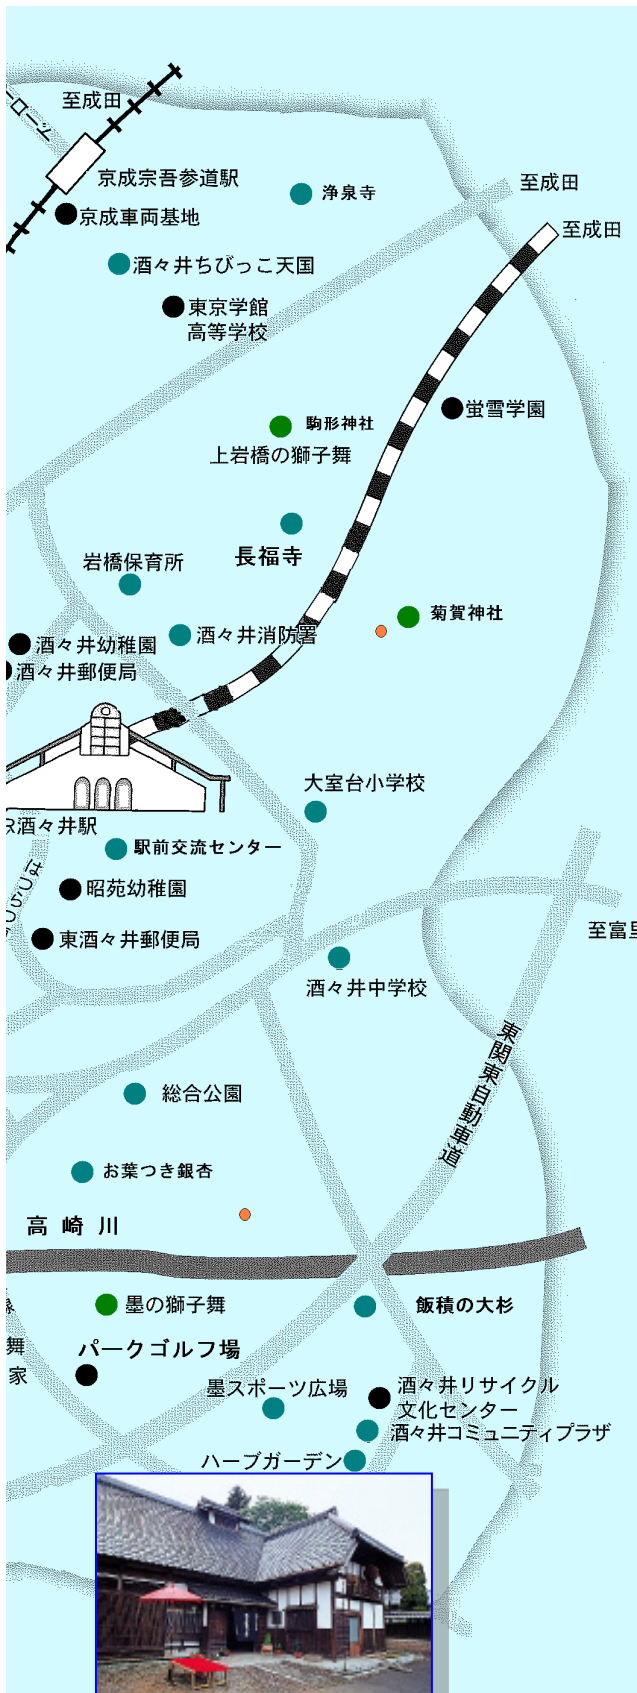 至成田
京成宗吾参道駅
浄泉寺
至成田
京成車両基地
至成田
酒々井ちびっこ天国
東京学館
高等学校
蛍雪学園
駒形神社
上岩橋の獅子舞
長福寺
岩橋保育所
菊賀神社
酒々井消防署
酒々井幼稚園
酒々井郵便局
大室台小学校
R酒々井駅
駅前交流センター
昭苑幼稚園
至富里
東酒々井郵便局
酒々井中学校
東関東自動車道
総合公園
お葉つき銀杏
高崎川
墨の獅子舞
飯積の大杉
舞
パークゴルフ場
家
墨スポーツ広場
酒々井リサイクル
文化センター
酒々井コミュニティプラザ
ハーブガーデン